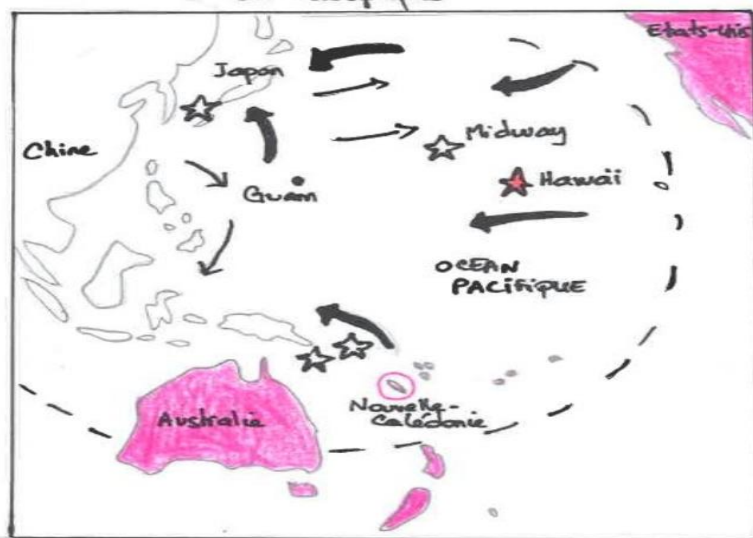 Etats-Unis
Japon
Chine
Midway
Guam
Hawaii
OCEAN
PACIFIQUE
Nouvelle-
Calédonie
Australie